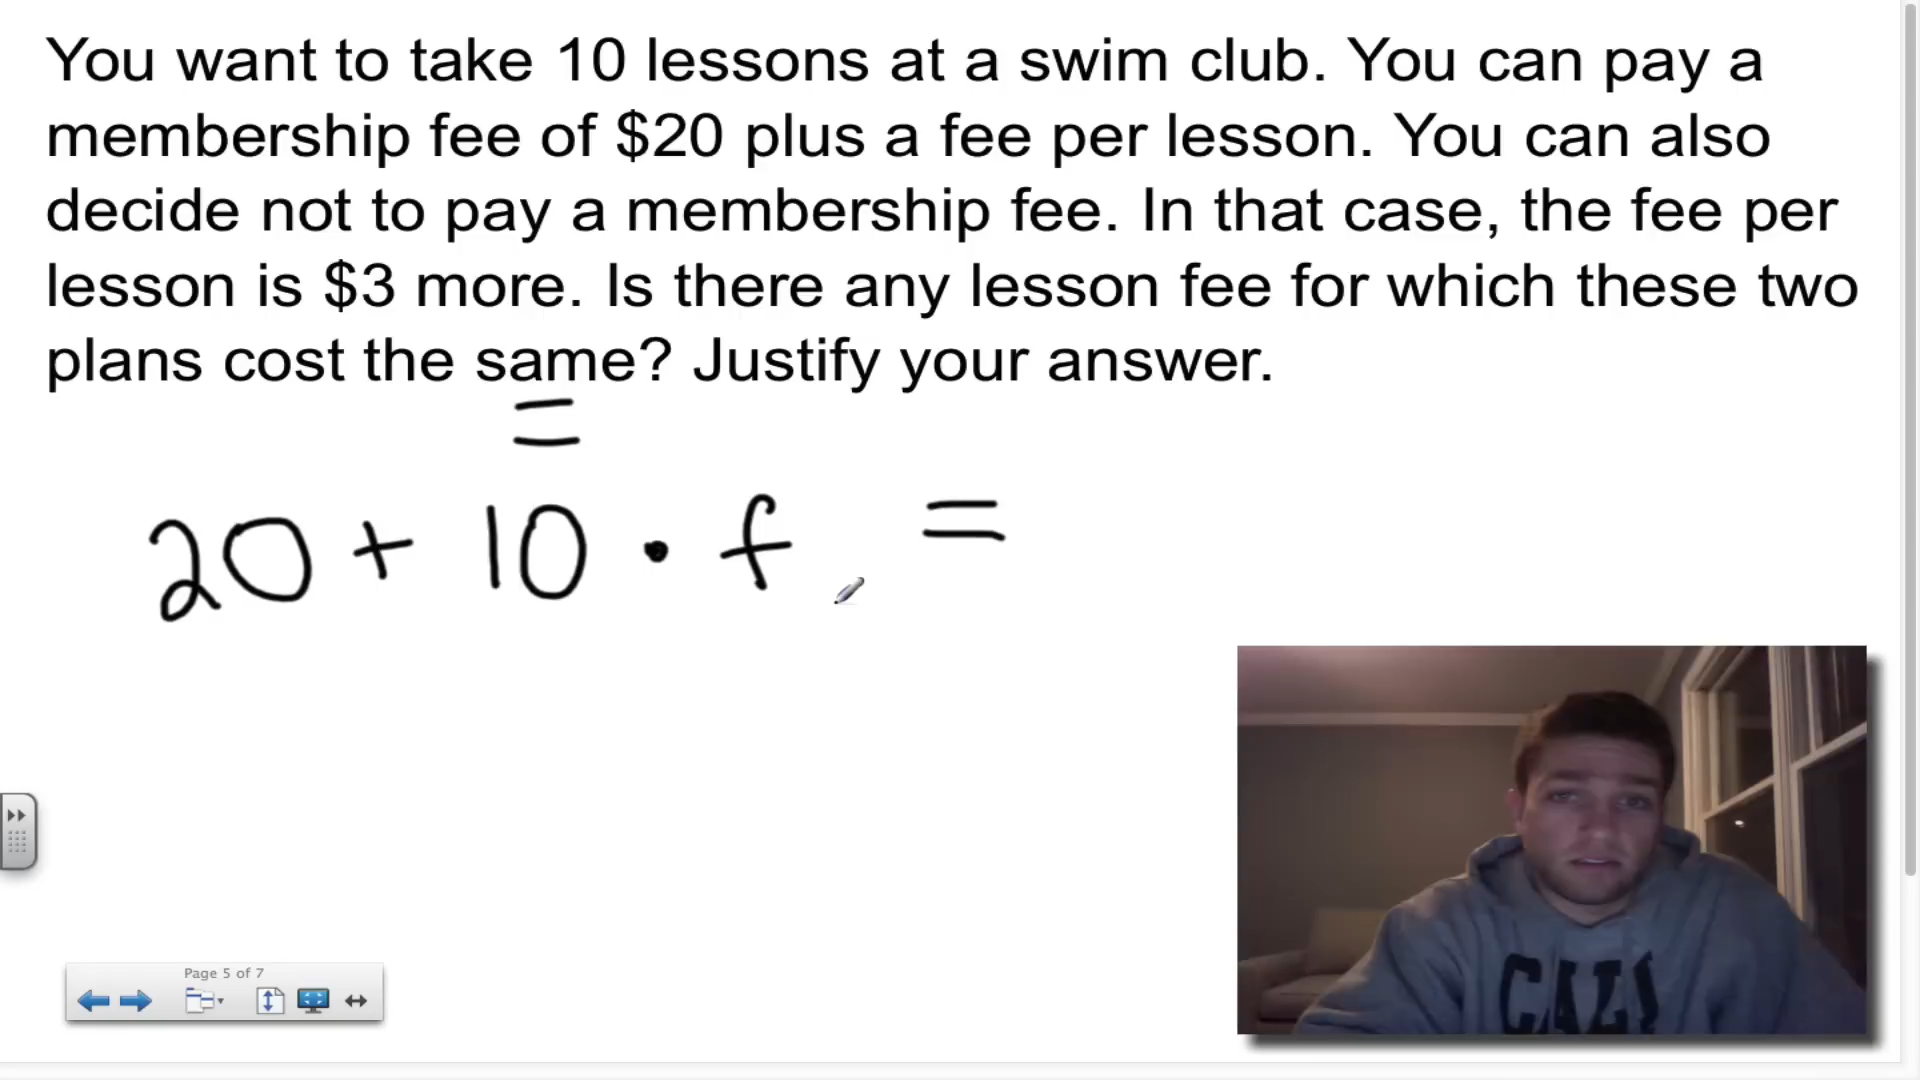 You want to take 10 lessons at a swim club. You can pay a
membership fee of $20 plus a fee per lesson. You can also
decide not to pay a membership fee. In that case, the fee per
lesson is $3 more. Is there any lesson fee for which these two
plans cost the same? Justify your answer.
=
20 + 10 · f =
Page 5 of 7